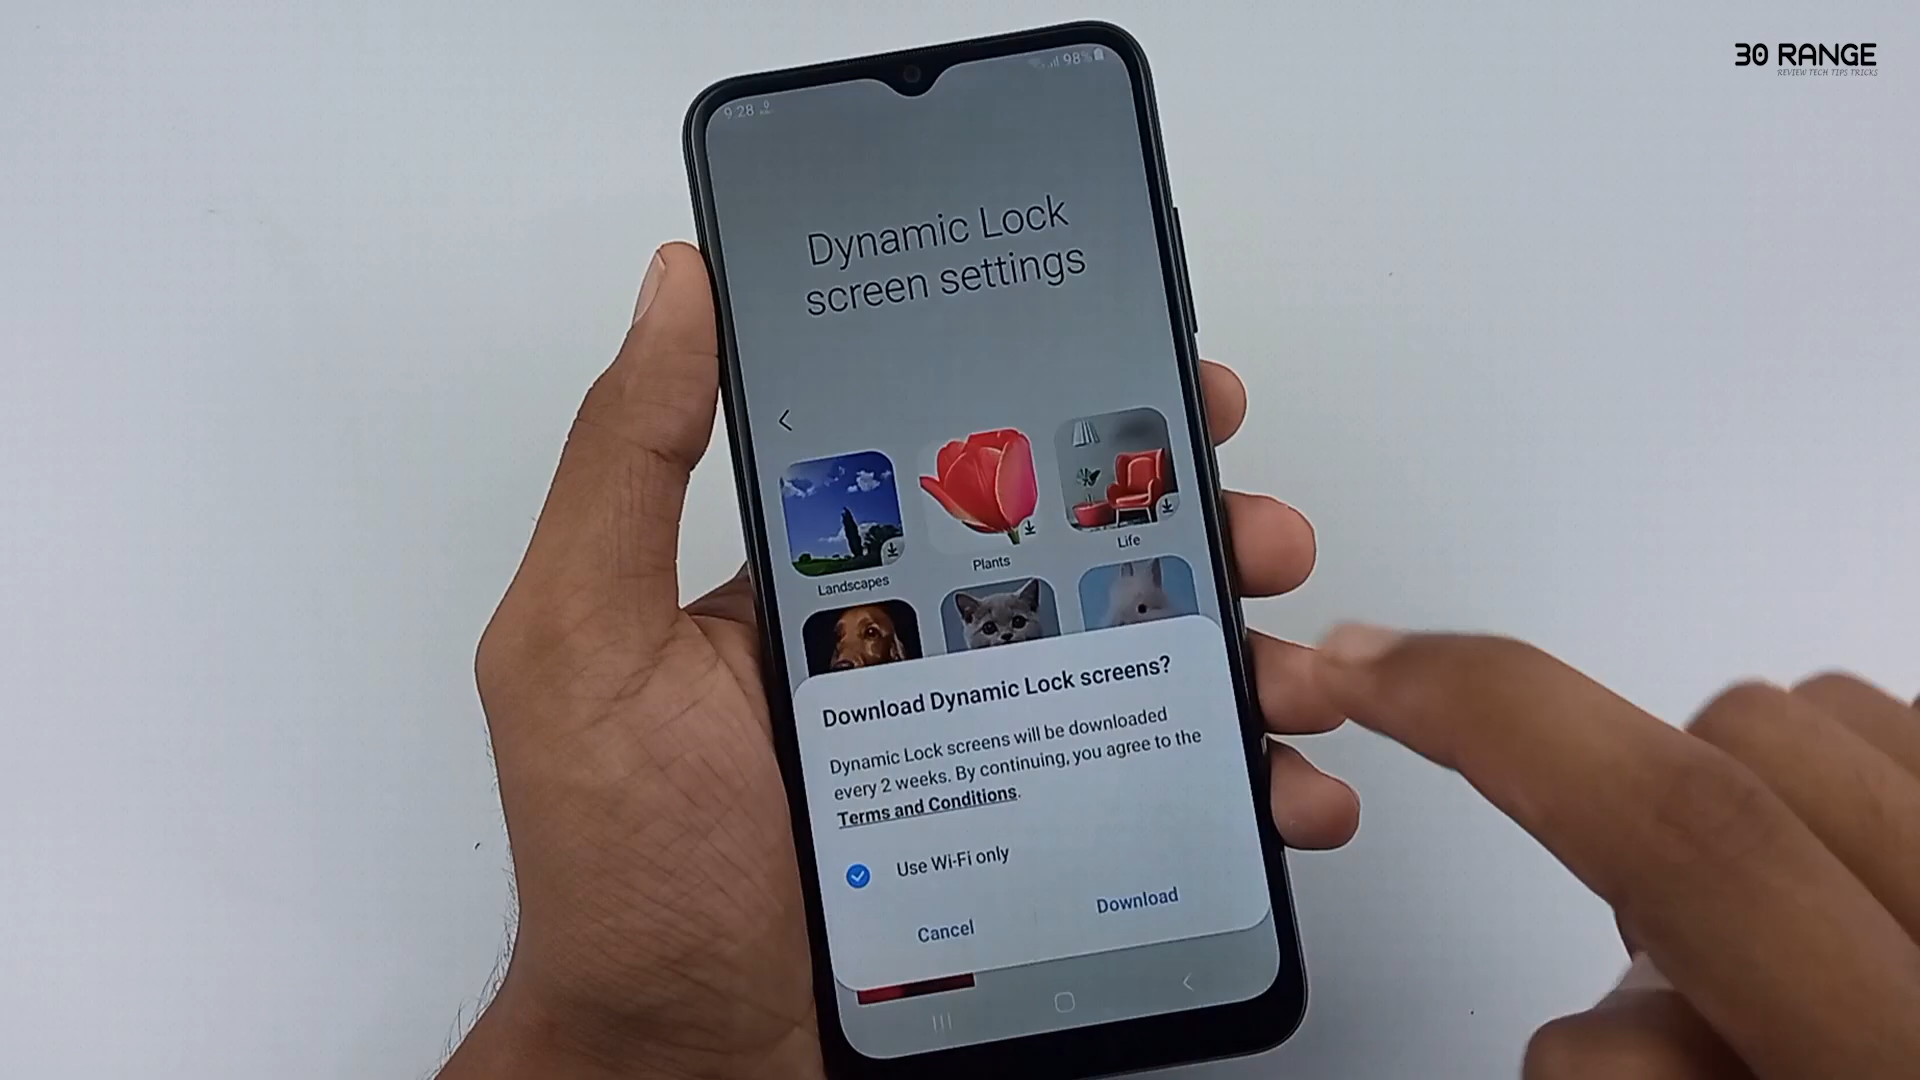 30 RANGE
REVIEW TECH TIPS TRICKS
9:28
98%
Dynamic Lock
screen settings
Landscapes
Plants
Life
Download Dynamic Lock screens?
Dynamic Lock screens will be downloaded
every 2 weeks. By continuing, you agree to the
Terms and Conditions.
Use Wi-Fi only
Cancel
Download